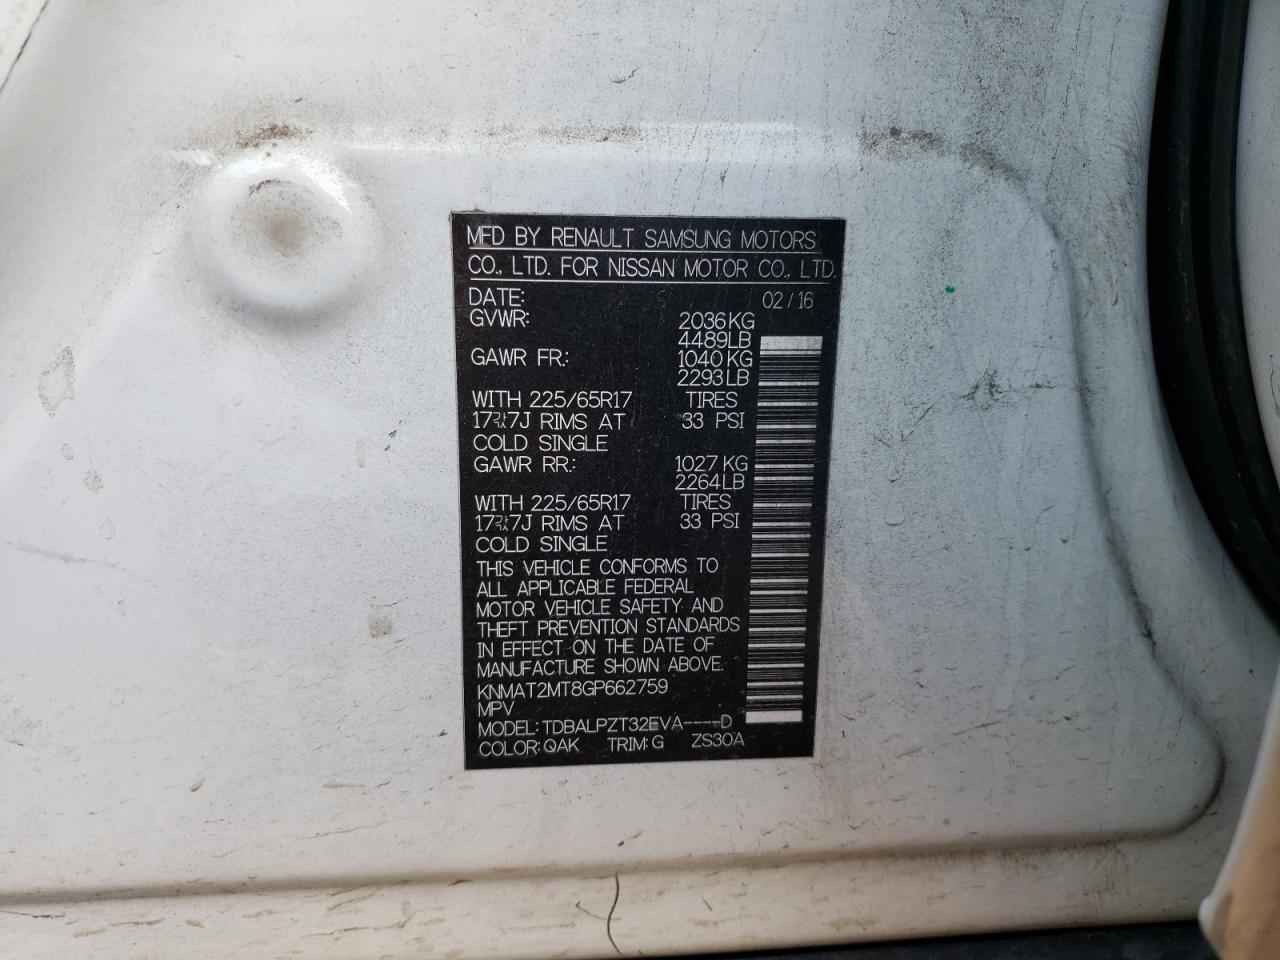 MFD BY RENAULT SAMSUNG MOTORS
CO., LTD. FOR NISSAN MOTOR CO., LTD.
DATE: 02/16
GVWR: 2036KG
4489LB
GAWR FR.: 1040KG
2293LB
WITH 225/65R17 TIRES
17 7J RIMS AT 33 PSI
COLD SINGLE
GAWR RR.: 1027KG
2264LB
WITH 225/65R17 TIRES
17 7J RIMS AT 33 PSI
COLD SINGLE
THIS VEHICLE CONFORMS TO
ALL APPLICABLE FEDERAL
MOTOR VEHICLE SAFETY AND
THEFT PREVENTION STANDARDS
IN EFFECT ON THE DATE OF
MANUFACTURE SHOWN ABOVE.
KNMAT2MT8GP662759
MPV
MODEL:TDBALPZT32EVA----D
COLOR:QAK TRIM:G ZS30A